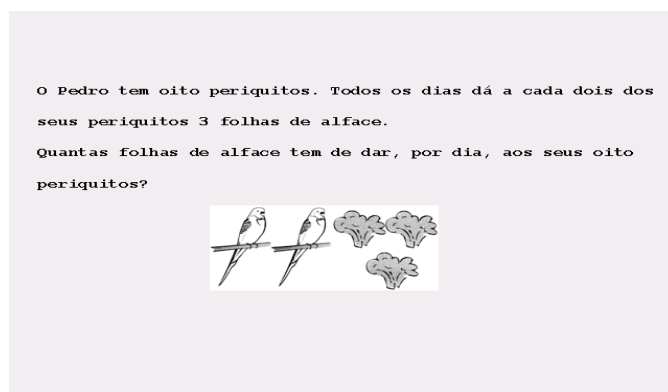 O Pedro tem oito periquitos. Todos os dias dá a cada dois dos
seus periquitos 3 folhas de alface.
Quantas folhas de alface tem de dar, por dia, aos seus oito
periquitos?